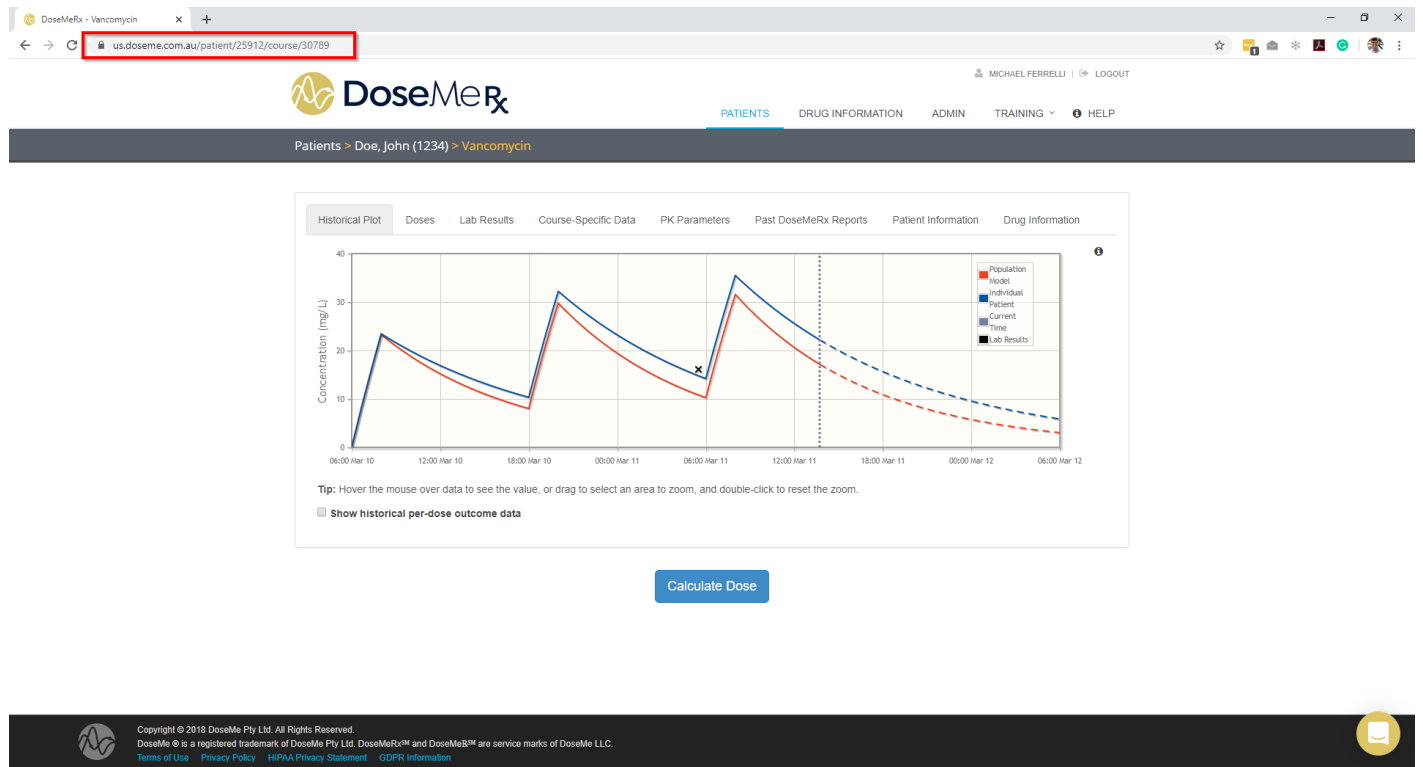 DoseMeRx - Vancomycin
us.doseme.com.au/patient/25912/course/30789
1
MICHAEL FERRELLI | LOGOUT
DoseMeRx
PATIENTS DRUG INFORMATION ADMIN TRAINING HELP
Patients > Doe, John (1234) > Vancomycin
Historical Plot Doses Lab Results Course-Specific Data PK Parameters Past DoseMeRx Reports Patient Information Drug Information
40
30
20
10
0
Concentration (mg/L)
Population
Model
Individual
Patient
Current
Time
Lab Results
06:00 Mar 10 12:00 Mar 10 18:00 Mar 10 00:00 Mar 11 06:00 Mar 11 12:00 Mar 11 18:00 Mar 11 00:00 Mar 12 06:00 Mar 12
Tip: Hover the mouse over data to see the value, or drag to select an area to zoom, and double-click to reset the zoom.
Show historical per-dose outcome data
Calculate Dose
Copyright © 2018 DoseMe Pty Ltd. All Rights Reserved.
DoseMe ® is a registered trademark of DoseMe Pty Ltd. DoseMeRx℠ and DoseMe℞℠ are service marks of DoseMe LLC.
Terms of Use Privacy Policy HIPAA Privacy Statement GDPR Information